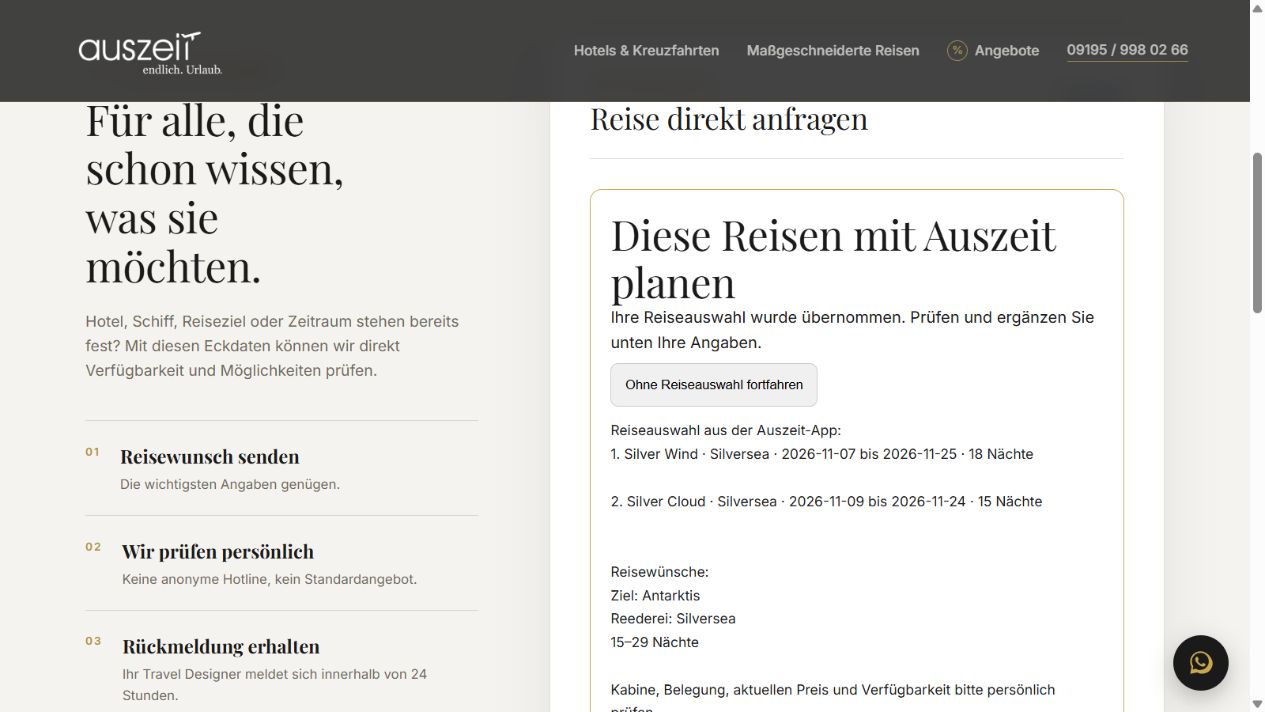 auszeit
endlich. Urlaub.
Hotels & Kreuzfahrten
Maßgeschneiderte Reisen
% Angebote
09195 / 998 02 66
Für alle, die
schon wissen,
was sie
möchten.
Hotel, Schiff, Reiseziel oder Zeitraum stehen bereits
fest? Mit diesen Eckdaten können wir direkt
Verfügbarkeit und Möglichkeiten prüfen.
01 Reisewunsch senden
Die wichtigsten Angaben genügen.
02 Wir prüfen persönlich
Keine anonyme Hotline, kein Standardangebot.
03 Rückmeldung erhalten
Ihr Travel Designer meldet sich innerhalb von 24
Stunden.
Reise direkt anfragen
Diese Reisen mit Auszeit
planen
Ihre Reiseauswahl wurde übernommen. Prüfen und ergänzen Sie
unten Ihre Angaben.
Ohne Reiseauswahl fortfahren
Reiseauswahl aus der Auszeit-App:
1. Silver Wind · Silversea · 2026-11-07 bis 2026-11-25 · 18 Nächte
2. Silver Cloud · Silversea · 2026-11-09 bis 2026-11-24 · 15 Nächte
Reisewünsche:
Ziel: Antarktis
Reederei: Silversea
15–29 Nächte
Kabine, Belegung, aktuellen Preis und Verfügbarkeit bitte persönlich
prüfen